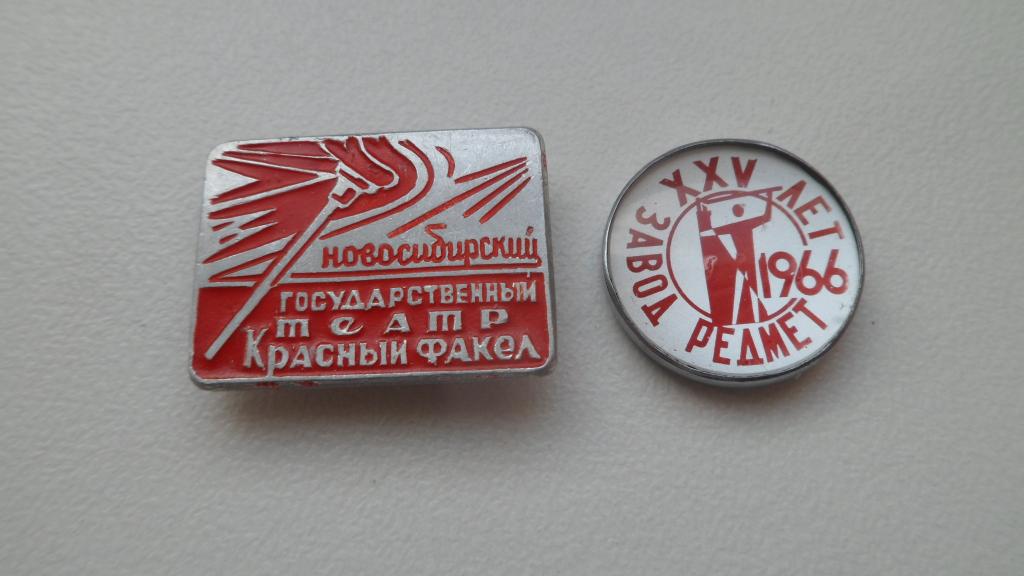 новосибирский
ГОСУДАРСТВЕННЫЙ
театр
Красный факел
XXV ЛЕТ
ЗАВОД РЕДМЕТ
1966